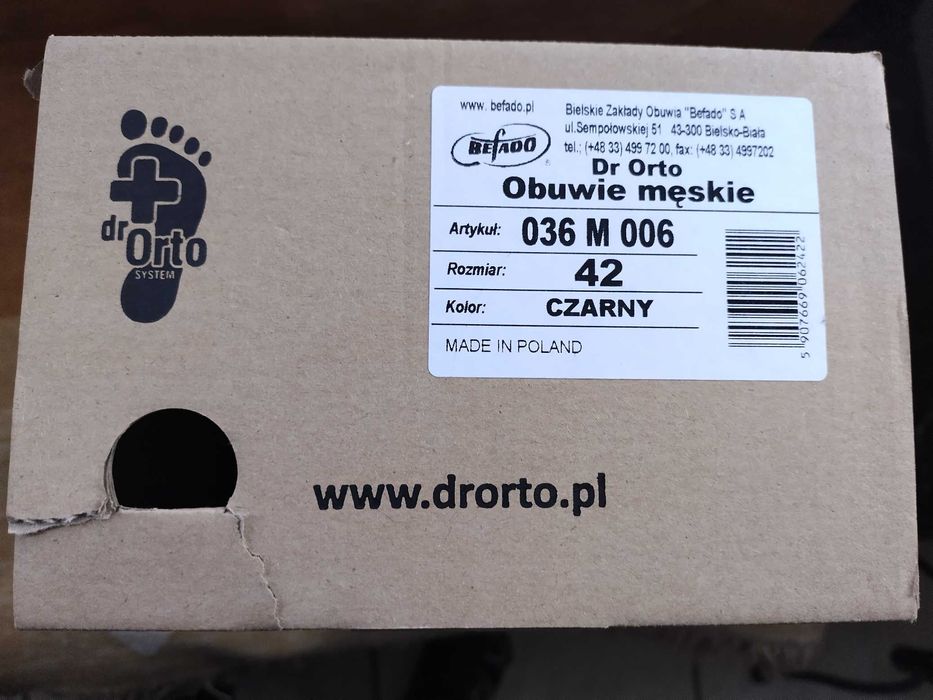 dr Orto
SYSTEM
www. befado.pl
BEFADO
Bielskie Zakłady Obuwia "Befado" S A
ul.Sempołowskiej 51 43-300 Bielsko-Biała
tel.; (+48 33) 499 72 00, fax: (+48 33) 4997202
Dr Orto
Obuwie męskie
Artykuł: 036 M 006
Rozmiar: 42
Kolor: CZARNY
MADE IN POLAND
5 907669 062422
www.drorto.pl